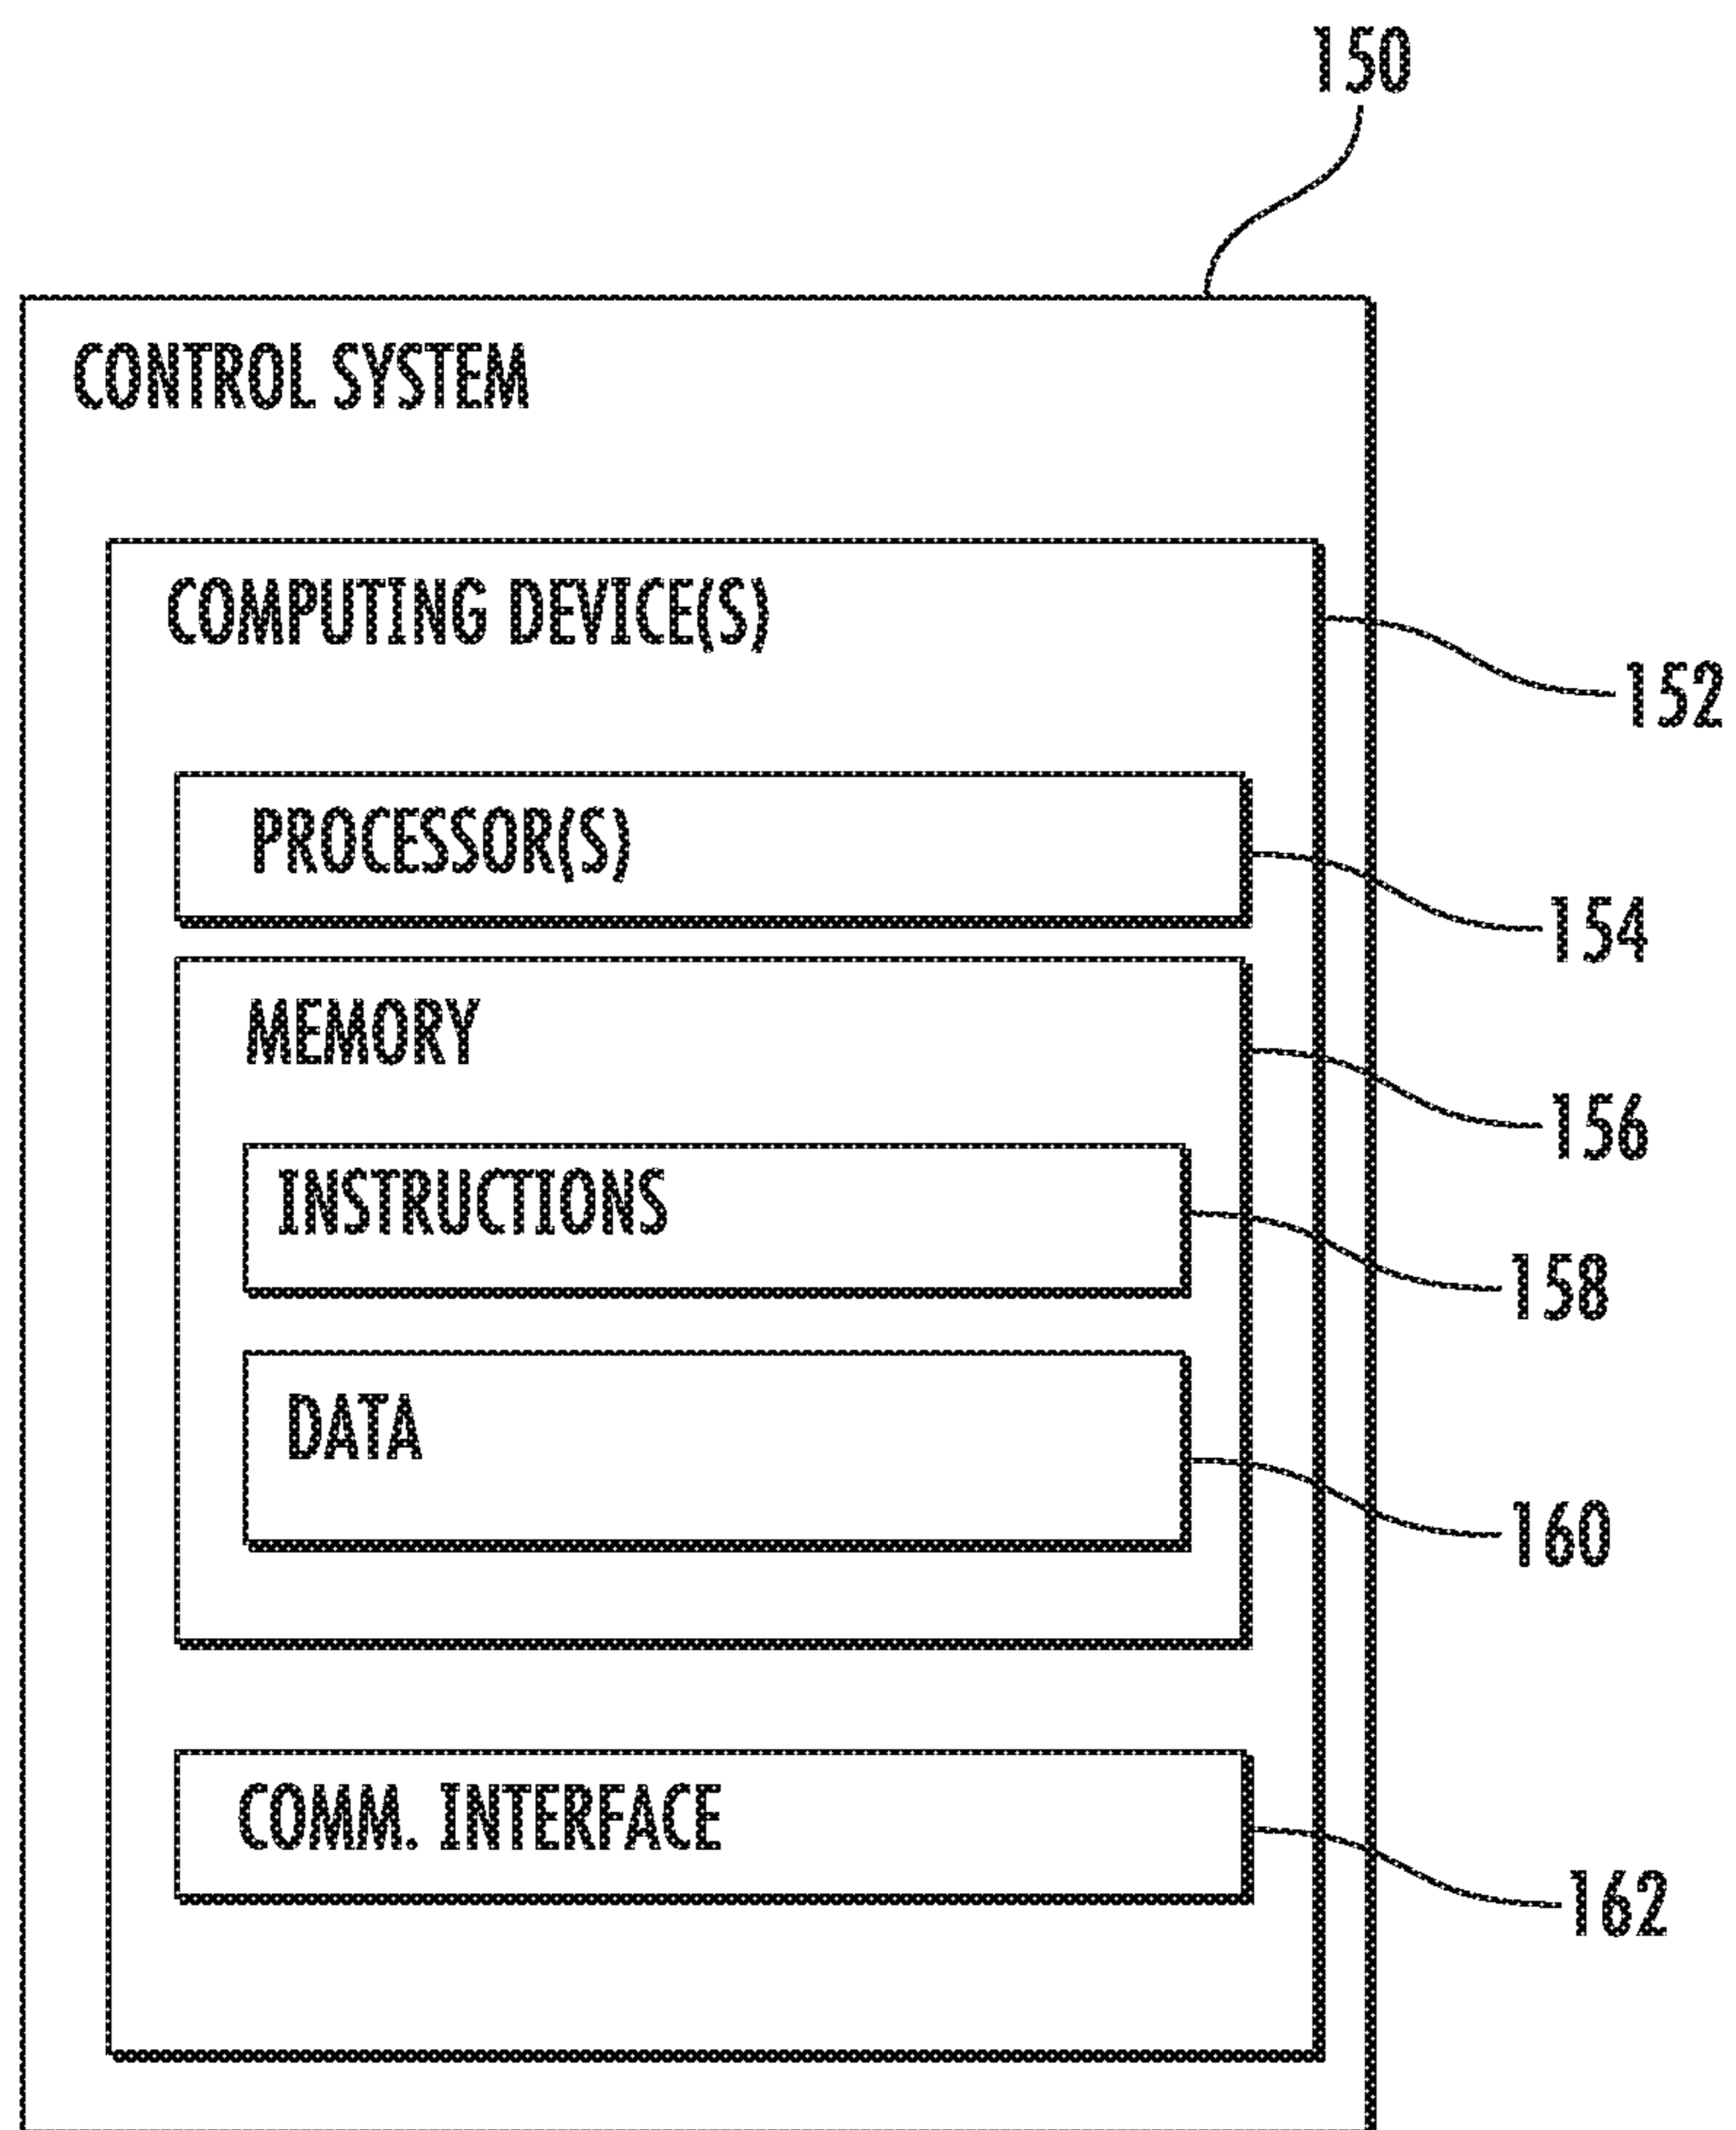 150
CONTROL SYSTEM
COMPUTING DEVICE(S)
152
PROCESSOR(S)
154
MEMORY
156
INSTRUCTIONS
158
DATA
160
COMM. INTERFACE
162